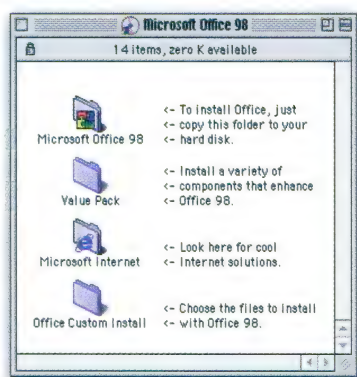 Microsoft Office 98
14 items, zero K available
<- To install Office, just
Microsoft Office 98 <- copy this folder to your
<- hard disk.
<- Install a variety of
<- components that enhance
Value Pack <- Office 98.
<- Look here for cool
Microsoft Internet <- Internet solutions.
<- Choose the files to install
Office Custom Install <- with Office 98.